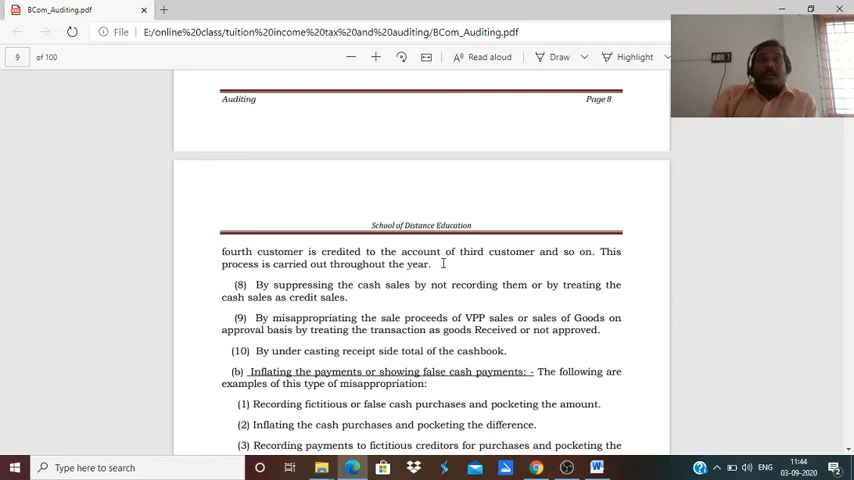 BCom_Auditing.pdf
File
E:/online%20class/tuition%20income%20tax%20and%20auditing/BCom_Auditing.pdf
9 of 100
Read aloud
Draw
Highlight
Auditing Page 8
School of Distance Education
fourth customer is credited to the account of third customer and so on. This
process is carried out throughout the year.
(8) By suppressing the cash sales by not recording them or by treating the
cash sales as credit sales.
(9) By misappropriating the sale proceeds of VPP sales or sales of Goods on
approval basis by treating the transaction as goods Received or not approved.
(10) By under casting receipt side total of the cashbook.
(b) Inflating the payments or showing false cash payments: - The following are
examples of this type of misappropriation:
(1) Recording fictitious or false cash purchases and pocketing the amount.
(2) Inflating the cash purchases and pocketing the difference.
(3) Recording payments to fictitious creditors for purchases and pocketing the
Type here to search
ENG
11:44
03-09-2020